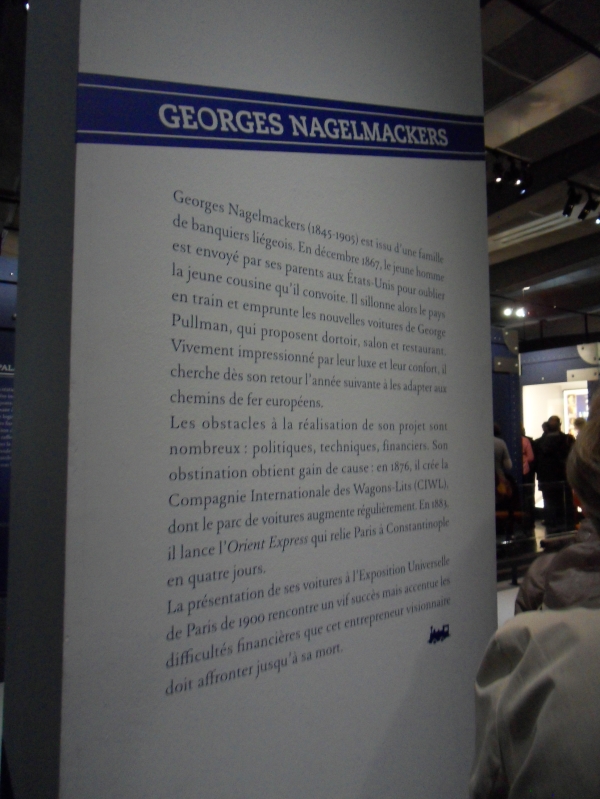 GEORGES NAGELMACKERS
Georges Nagelmackers (1845-1905) est issu d'une famille
de banquiers liégeois. En décembre 1867, le jeune homme
est envoyé par ses parents aux États-Unis pour oublier
la jeune cousine qu'il convoite. Il sillonne alors le pays
en train et emprunte les nouvelles voitures de George
Pullman, qui proposent dortoir, salon et restaurant.
Vivement impressionné par leur luxe et leur confort, il
cherche dès son retour l'année suivante à les adapter aux
chemins de fer européens.
Les obstacles à la réalisation de son projet sont
nombreux : politiques, techniques, financiers. Son
obstination obtient gain de cause : en 1876, il crée la
Compagnie Internationale des Wagons-Lits (CIWL),
dont le parc de voitures augmente régulièrement. En 1883,
il lance l'Orient Express qui relie Paris à Constantinople
en quatre jours.
La présentation de ses voitures à l'Exposition Universelle
de Paris de 1900 rencontre un vif succès mais accentue les
difficultés financières que cet entrepreneur visionnaire
doit affronter jusqu'à sa mort.